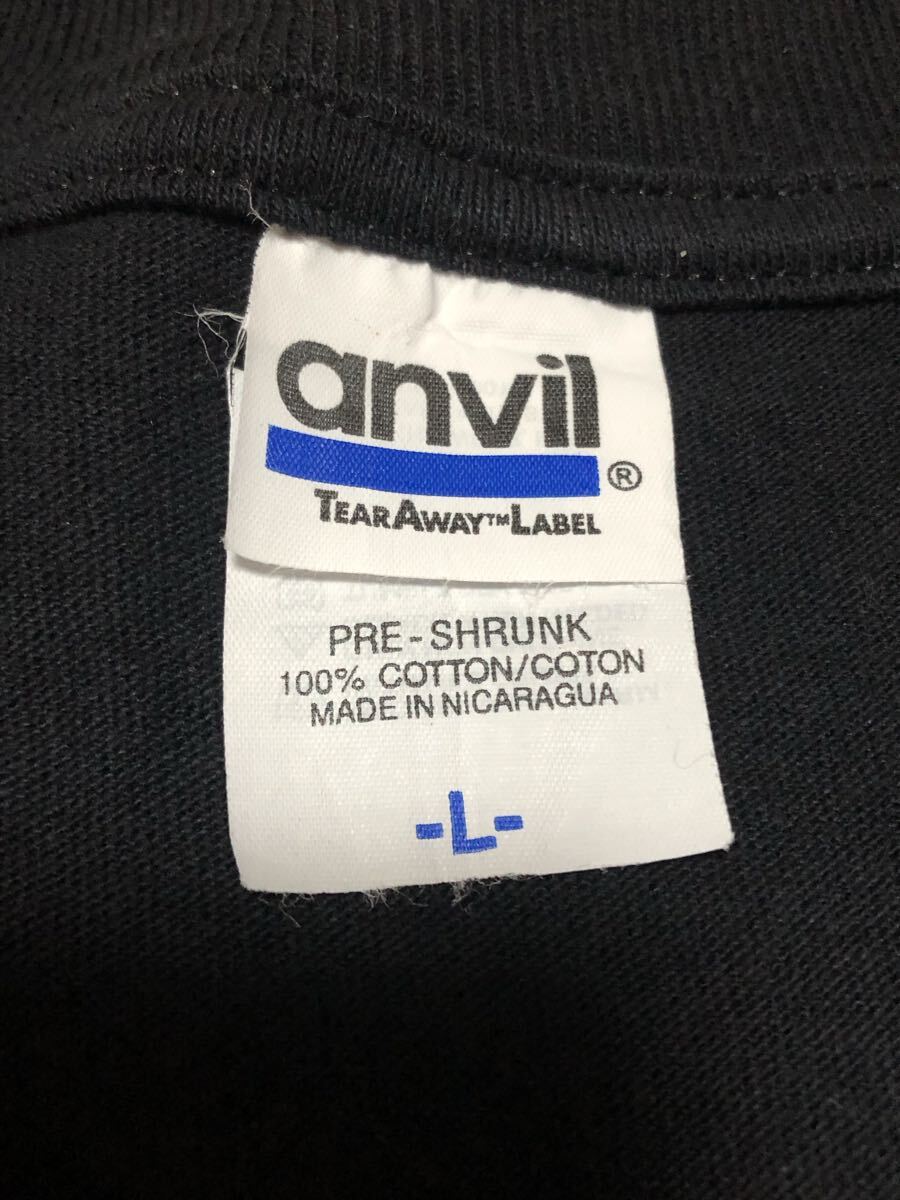 anvil
®
TEARAWAY™LABEL
PRE-SHRUNK
100% COTTON/COTON
MADE IN NICARAGUA
-L-